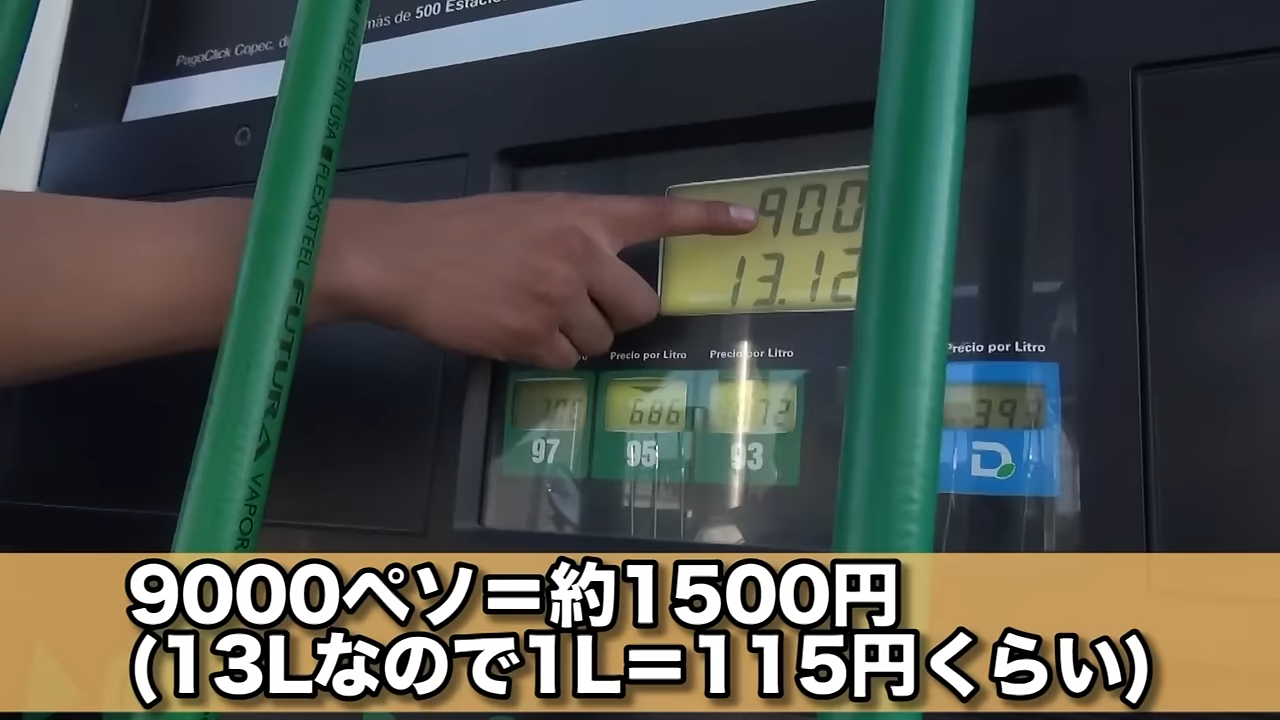 más de 500
PagoClick Copec, di
MADE IN USA FLEXSTEEL FUTURA VAPOR
900
13.12
Precio por Litro
Precio por Litro
Precio por Litro
686
393
97
95
93
D
9000ペソ＝約1500円
(13Lなので1L＝115円くらい)